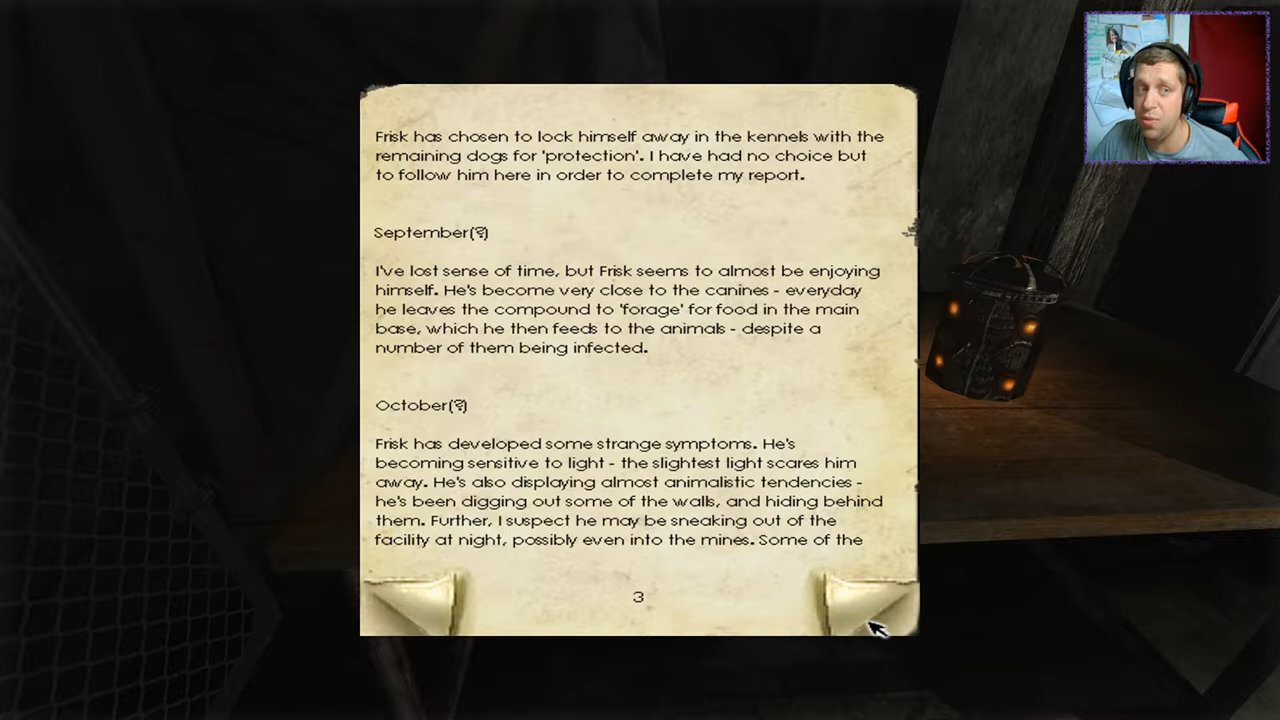 Frisk has chosen to lock himself away in the kennels with the
remaining dogs for 'protection'. I have had no choice but
to follow him here in order to complete my report.
September(?)
I've lost sense of time, but Frisk seems to almost be enjoying
himself. He's become very close to the canines - everyday
he leaves the compound to 'forage' for food in the main
base, which he then feeds to the animals - despite a
number of them being infected.
October(?)
Frisk has developed some strange symptoms. He's
becoming sensitive to light - the slightest light scares him
away. He's also displaying almost animalistic tendencies -
he's been digging out some of the walls, and hiding behind
them. Further, I suspect he may be sneaking out of the
facility at night, possibly even into the mines. Some of the
3